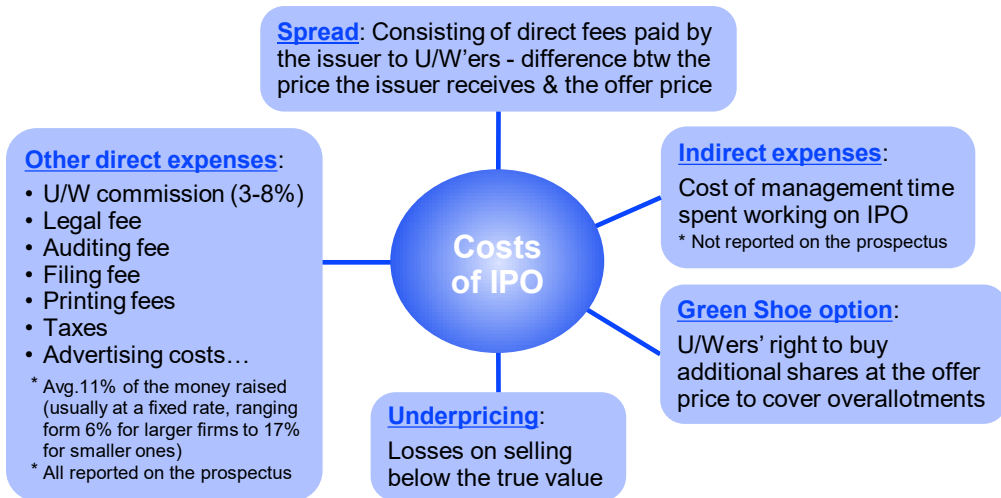 Spread: Consisting of direct fees paid by
the issuer to U/W'ers - difference btw the
price the issuer receives & the offer price
Other direct expenses:
• U/W commission (3-8%)
• Legal fee
• Auditing fee
• Filing fee
• Printing fees
• Taxes
• Advertising costs…
* Avg.11% of the money raised
(usually at a fixed rate, ranging
form 6% for larger firms to 17%
for smaller ones)
* All reported on the prospectus
Costs
of IPO
Indirect expenses:
Cost of management time
spent working on IPO
* Not reported on the prospectus
Green Shoe option:
U/Wers' right to buy
additional shares at the offer
price to cover overallotments
Underpricing:
Losses on selling
below the true value